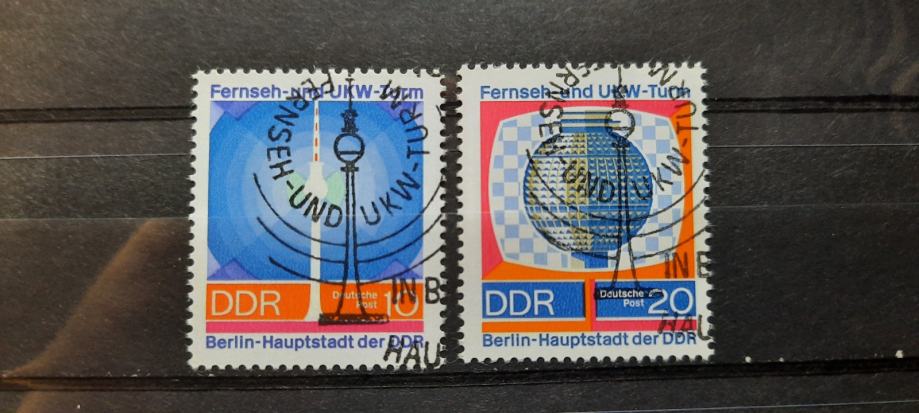 Fernseh-und UKW-Turm
FERNSEH-UND UKW-TURM
DDR
Deutsche
Post
10
IN B
Berlin-Hauptstadt der DDR
HAU
Fernseh-und UKW-Turm
FERNSEH-UND UKW-TURM
DDR
Deutsche
Post
20
IN B
Berlin-Hauptstadt der DDR
HAU